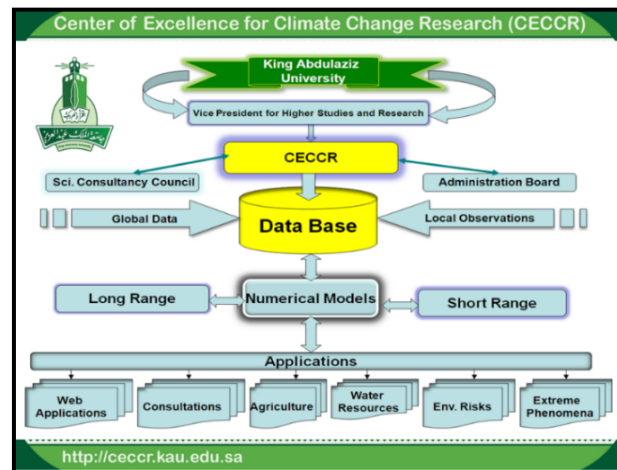 Center of Excellence for Climate Change Research (CECCR)
King Abdulaziz
University
Vice President for Higher Studies and Research
CECCR
Sci. Consultancy Council
Administration Board
Global Data
Data Base
Local Observations
Long Range
Numerical Models
Short Range
Applications
Web
Applications
Consultations
Agriculture
Water
Resources
Env. Risks
Extreme
Phenomena
http://ceccr.kau.edu.sa